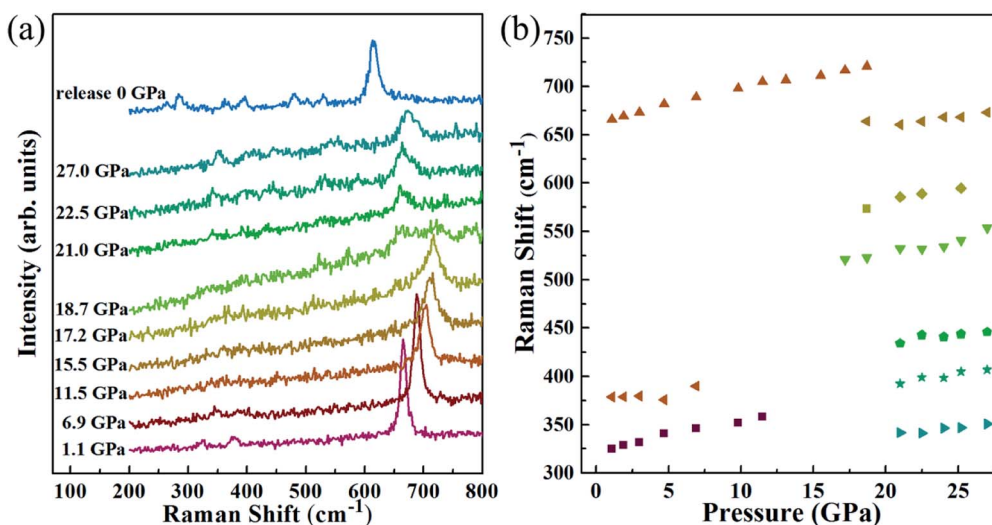 (a)
release 0 GPa
27.0 GPa
22.5 GPa
21.0 GPa
18.7 GPa
17.2 GPa
15.5 GPa
11.5 GPa
6.9 GPa
1.1 GPa
Intensity (arb. units)
100 200 300 400 500 600 700 800
Raman Shift (cm-1)
(b)
750
700
650
600
550
500
450
400
350
300
Raman Shift (cm-1)
0 5 10 15 20 25
Pressure (GPa)